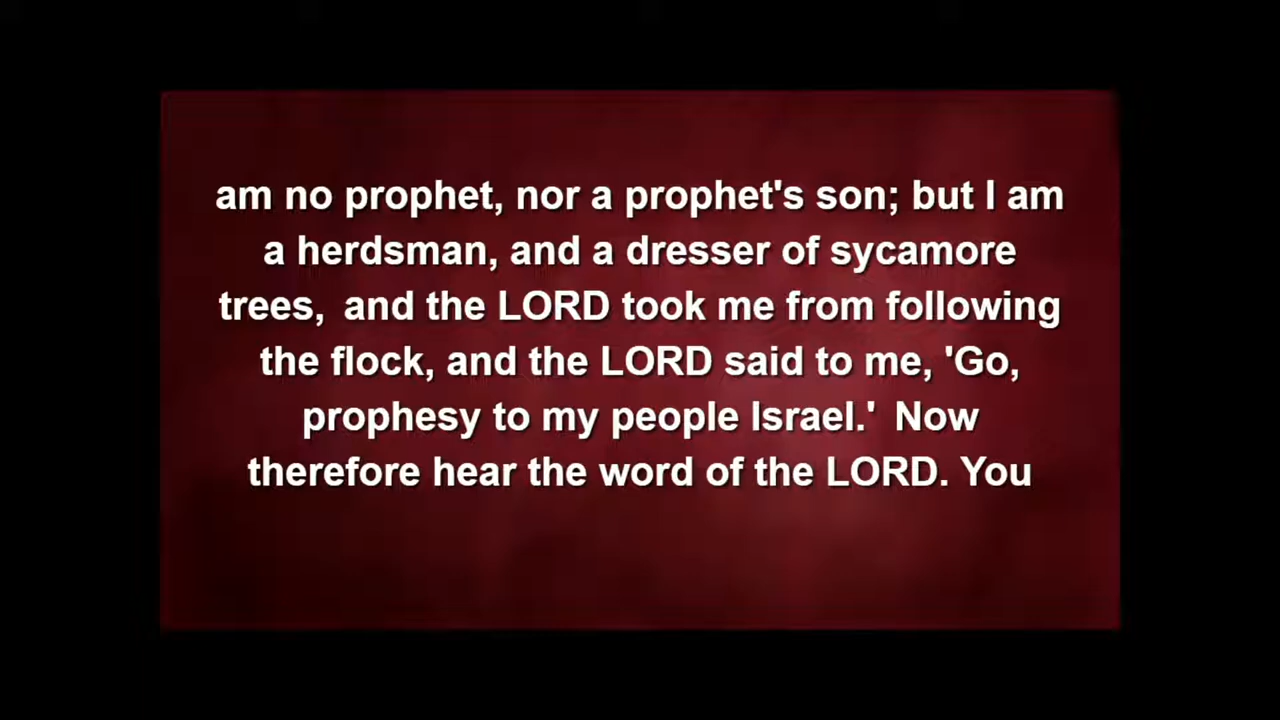 am no prophet, nor a prophet's son; but I am
a herdsman, and a dresser of sycamore
trees,  and the LORD took me from following
the flock, and the LORD said to me, 'Go,
prophesy to my people Israel.'  Now
therefore hear the word of the LORD. You